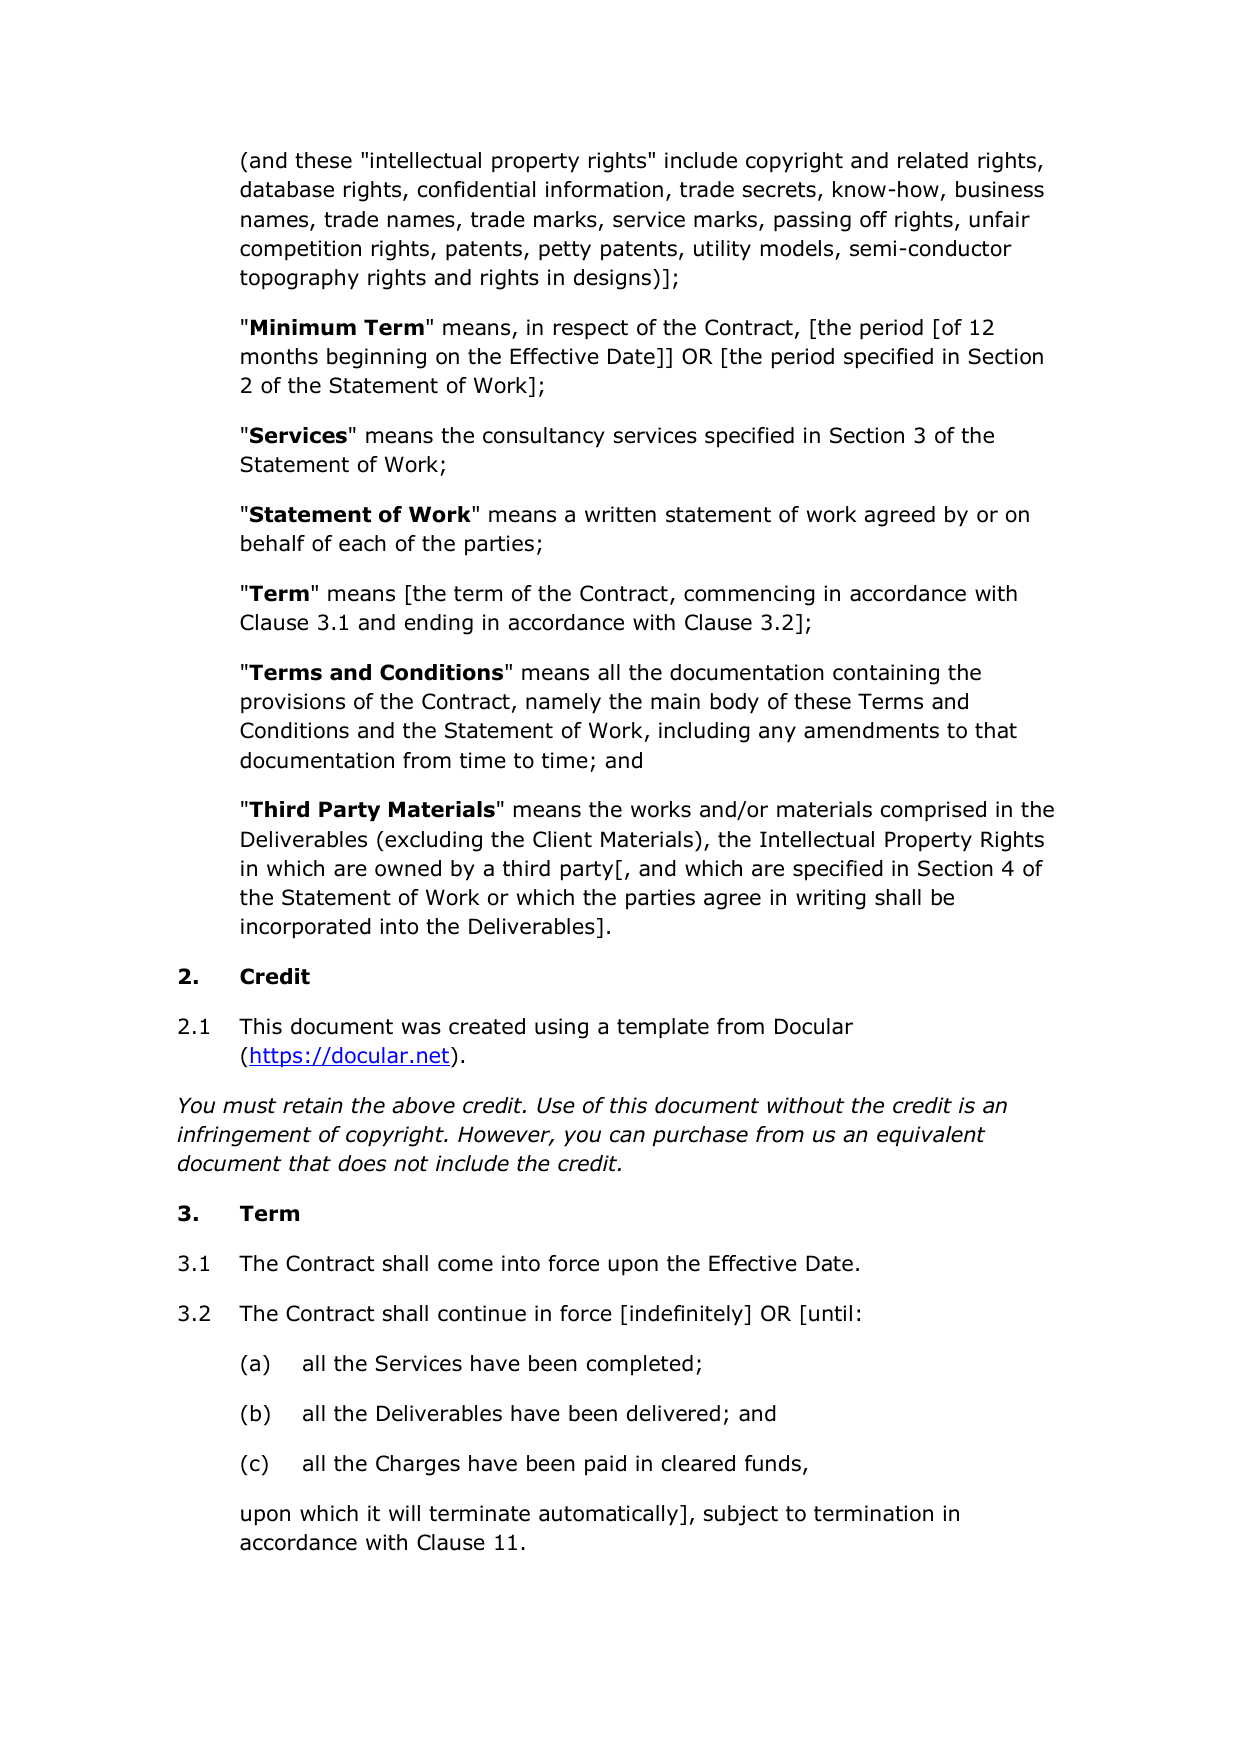 (and these "intellectual property rights" include copyright and related rights,
database rights, confidential information, trade secrets, know-how, business
names, trade names, trade marks, service marks, passing off rights, unfair
competition rights, patents, petty patents, utility models, semi-conductor
topography rights and rights in designs)];
"Minimum Term" means, in respect of the Contract, [the period [of 12
months beginning on the Effective Date]] OR [the period specified in Section
2 of the Statement of Work];
"Services" means the consultancy services specified in Section 3 of the
Statement of Work;
"Statement of Work" means a written statement of work agreed by or on
behalf of each of the parties;
"Term" means [the term of the Contract, commencing in accordance with
Clause 3.1 and ending in accordance with Clause 3.2];
"Terms and Conditions" means all the documentation containing the
provisions of the Contract, namely the main body of these Terms and
Conditions and the Statement of Work, including any amendments to that
documentation from time to time; and
"Third Party Materials" means the works and/or materials comprised in the
Deliverables (excluding the Client Materials), the Intellectual Property Rights
in which are owned by a third party[, and which are specified in Section 4 of
the Statement of Work or which the parties agree in writing shall be
incorporated into the Deliverables].
2. Credit
2.1 This document was created using a template from Docular
(https://docular.net).
You must retain the above credit. Use of this document without the credit is an
infringement of copyright. However, you can purchase from us an equivalent
document that does not include the credit.
3. Term
3.1 The Contract shall come into force upon the Effective Date.
3.2 The Contract shall continue in force [indefinitely] OR [until:
(a) all the Services have been completed;
(b) all the Deliverables have been delivered; and
(c) all the Charges have been paid in cleared funds,
upon which it will terminate automatically], subject to termination in
accordance with Clause 11.